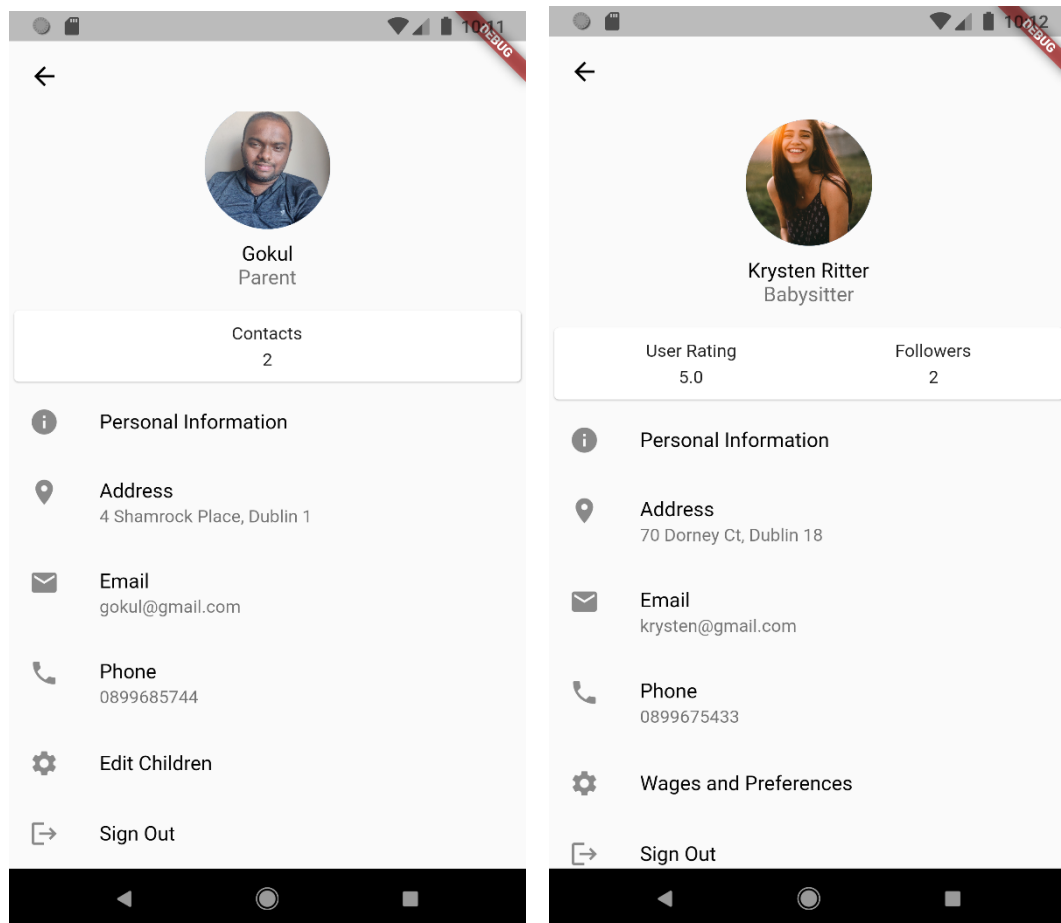 10:11
DEBUG
Gokul
Parent
Contacts
2
Personal Information
Address
4 Shamrock Place, Dublin 1
Email
gokul@gmail.com
Phone
0899685744
Edit Children
Sign Out
10:12
DEBUG
Krysten Ritter
Babysitter
User Rating Followers
5.0 2
Personal Information
Address
70 Dorney Ct, Dublin 18
Email
krysten@gmail.com
Phone
0899675433
Wages and Preferences
Sign Out